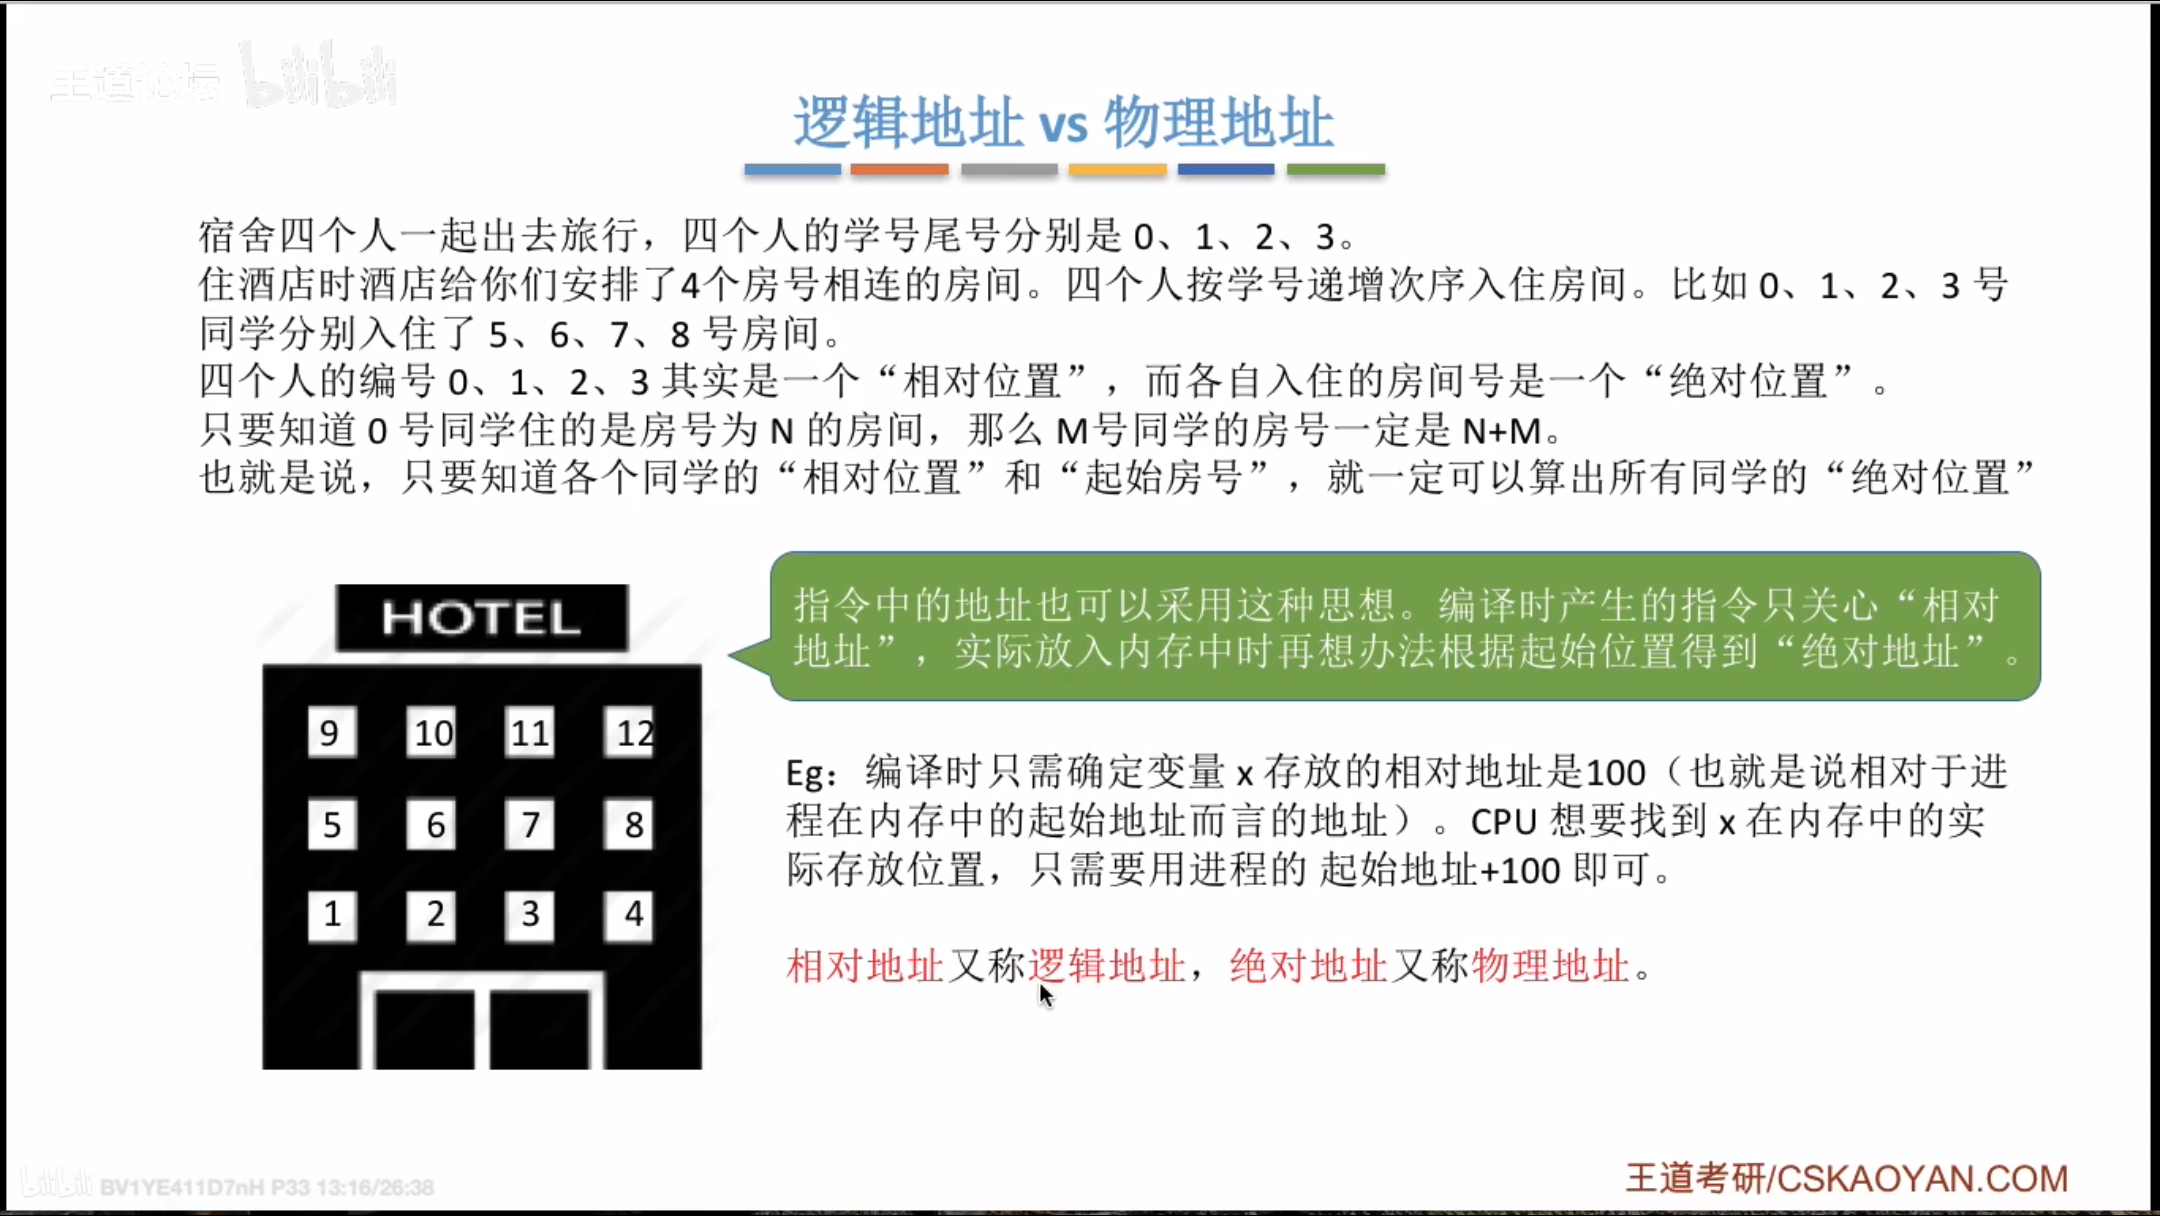 王道论坛 bilibili
逻辑地址 vs 物理地址
宿舍四个人一起出去旅行，四个人的学号尾号分别是 0、1、2、3。
住酒店时酒店给你们安排了4个房号相连的房间。四个人按学号递增次序入住房间。比如 0、1、2、3 号
同学分别入住了 5、6、7、8 号房间。
四个人的编号 0、1、2、3 其实是一个“相对位置”，而各自入住的房间号是一个“绝对位置”。
只要知道 0 号同学住的是房号为 N 的房间，那么 M号同学的房号一定是 N+M。
也就是说，只要知道各个同学的“相对位置”和“起始房号”，就一定可以算出所有同学的“绝对位置”
HOTEL
9 10 11 12
5 6 7 8
1 2 3 4
指令中的地址也可以采用这种思想。编译时产生的指令只关心“相对
地址”，实际放入内存中时再想办法根据起始位置得到“绝对地址”。
Eg：编译时只需确定变量 x 存放的相对地址是100（也就是说相对于进
程在内存中的起始地址而言的地址）。CPU 想要找到 x 在内存中的实
际存放位置，只需要用进程的 起始地址+100 即可。
相对地址又称逻辑地址，绝对地址又称物理地址。
bilibili BV1YE411D7nH P33 13:16/26:38
王道考研/CSKAOYAN.COM